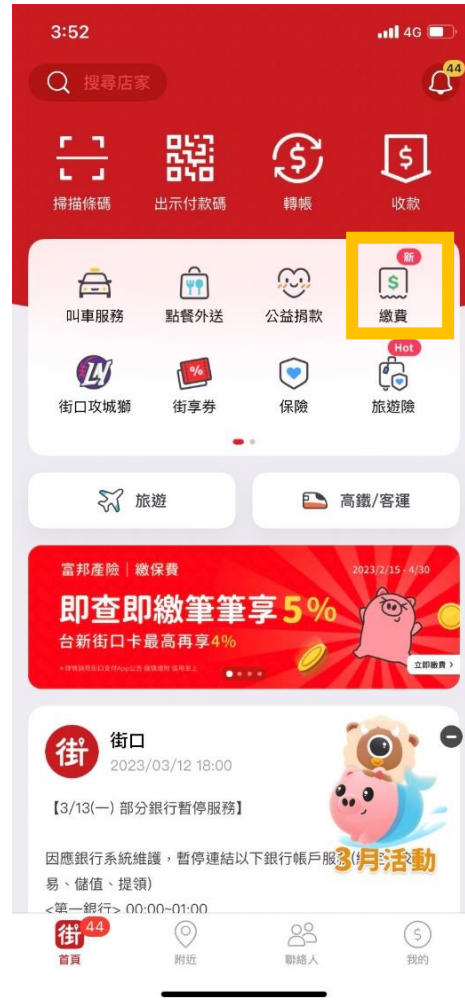 3:52
4G
搜尋店家
44
掃描條碼
出示付款碼
轉帳
收款
新
叫車服務
點餐外送
公益捐款
繳費
Hot
街口攻城獅
街享券
保險
旅遊險
旅遊
高鐵/客運
富邦產險｜繳保費
2023/2/15 - 4/30
即查即繳筆筆享5%
台新街口卡最高再享4%
立即繳費 >
街
街口
2023/03/12 18:00
【3/13(一) 部分銀行暫停服務】
因應銀行系統維護，暫停連結以下銀行帳戶服
3月活動
易、儲值、提領)
<第一銀行> 00:00~01:00
街
44
首頁
附近
聯絡人
我的